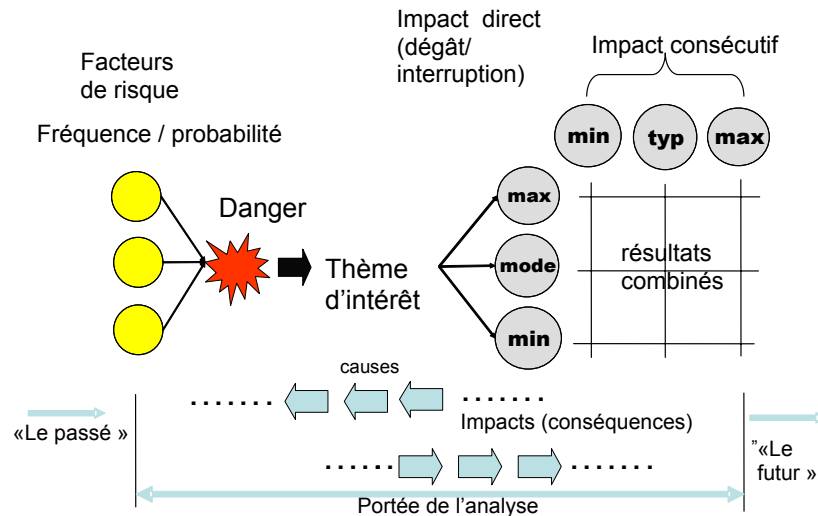 Facteurs
de risque
Fréquence / probabilité
Danger
Thème
d’intérêt
Impact direct
(dégât/
interruption)
Impact consécutif
min
typ
max
max
mode
min
résultats
combinés
causes
Impacts (conséquences)
«Le passé »
"«Le
futur »
Portée de l’analyse